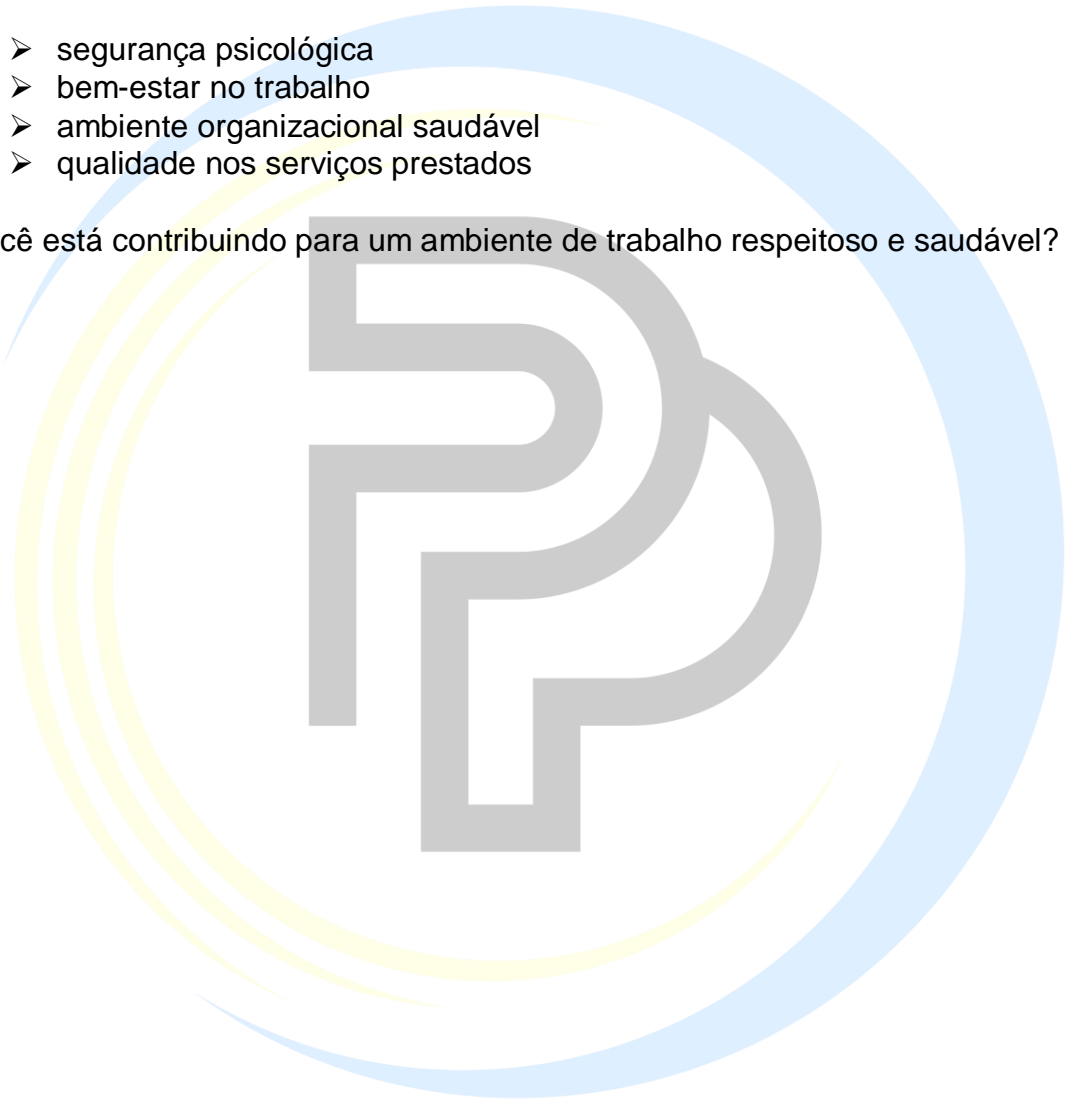 ➢ segurança psicológica
➢ bem-estar no trabalho
➢ ambiente organizacional saudável
➢ qualidade nos serviços prestados
cê está contribuindo para um ambiente de trabalho respeitoso e saudável?